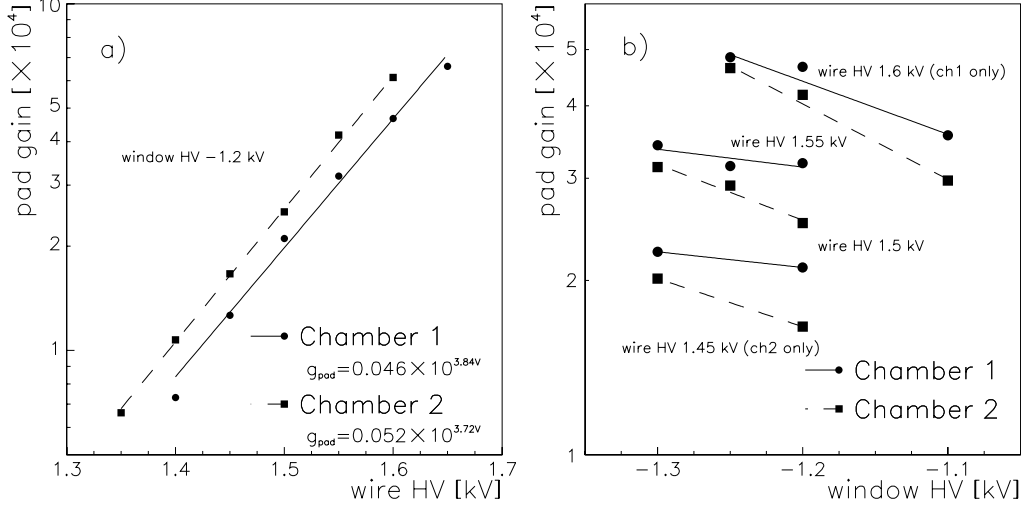 a)
pad gain [×10⁴]
10
5
4
3
2
1
window HV −1.2 kV
Chamber 1
gpad=0.046×10^3.84V
Chamber 2
gpad=0.052×10^3.72V
1.3 1.4 1.5 1.6 1.7
wire HV [kV]
b)
pad gain [×10⁴]
5
4
3
2
1
wire HV 1.6 kV (ch1 only)
wire HV 1.55 kV
wire HV 1.5 kV
wire HV 1.45 kV (ch2 only)
Chamber 1
Chamber 2
−1.3 −1.2 −1.1
window HV [kV]